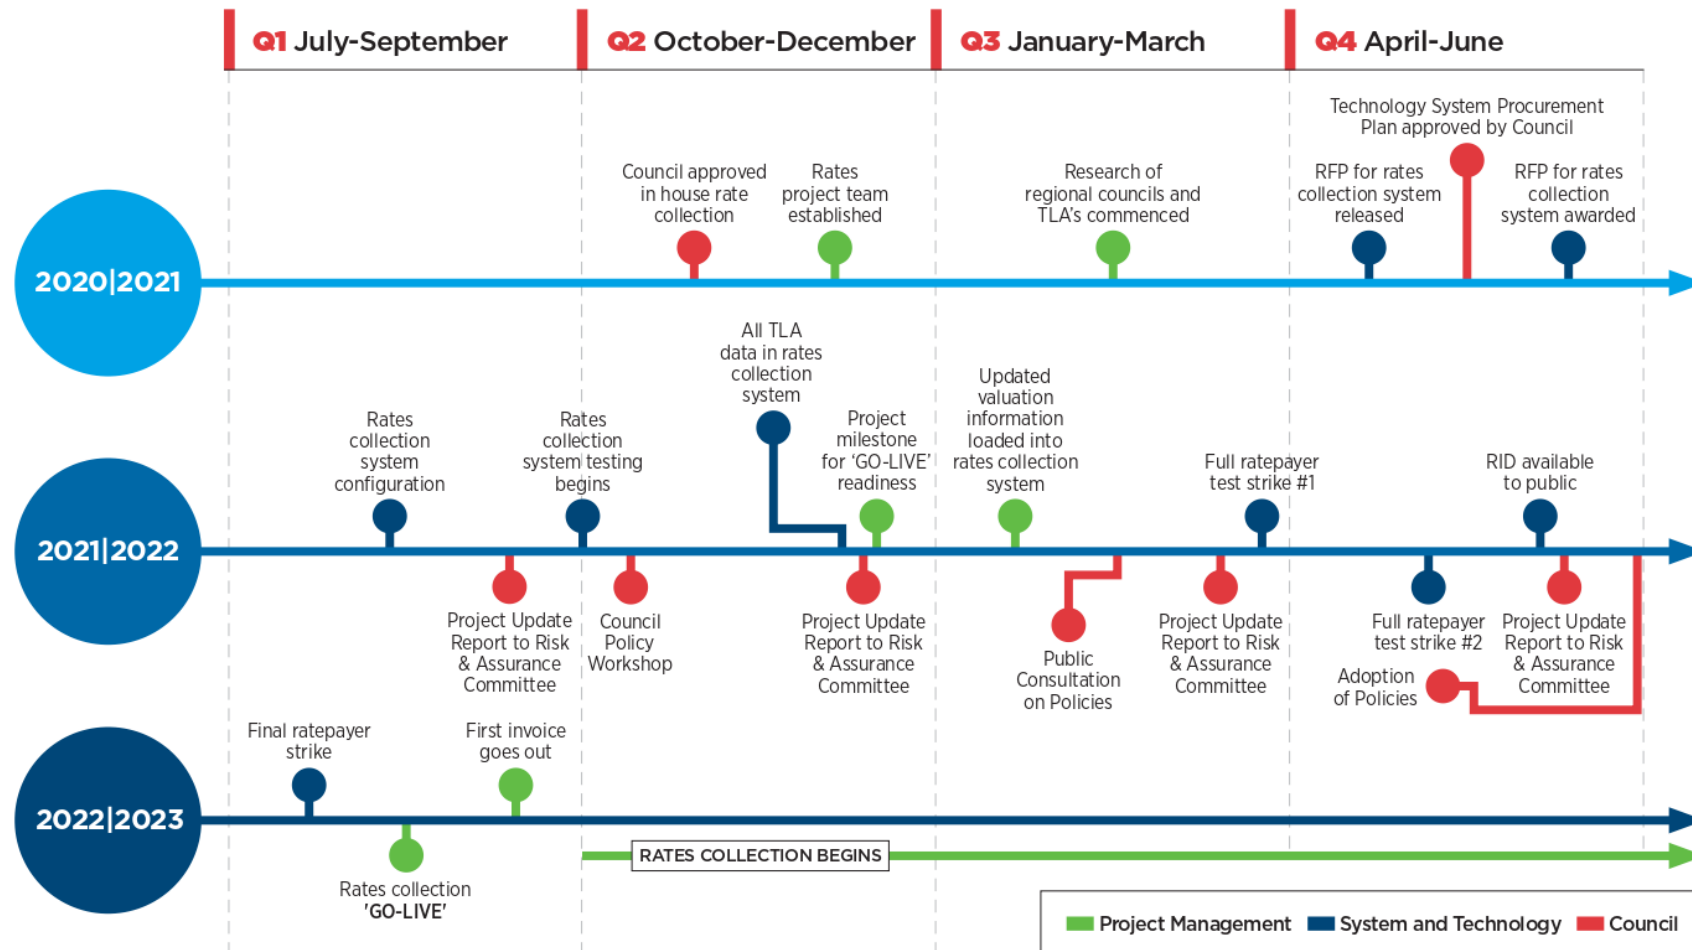 Q1 July-September
Q2 October-December
Q3 January-March
Q4 April-June
2020|2021
Council approved
in house rate
collection
Rates
project team
established
Research of
regional councils and
TLA's commenced
RFP for rates
collection system
released
Technology System Procurement
Plan approved by Council
RFP for rates
collection
system awarded
2021|2022
Rates
collection
system
configuration
Project Update
Report to Risk
& Assurance
Committee
Rates
collection
system testing
begins
Council
Policy
Workshop
All TLA
data in rates
collection
system
Project Update
Report to Risk
& Assurance
Committee
Project
milestone
for ‘GO-LIVE’
readiness
Updated
valuation
information
loaded into
rates collection
system
Public
Consultation
on Policies
Project Update
Report to Risk
& Assurance
Committee
Full ratepayer
test strike #1
Full ratepayer
test strike #2
RID available
to public
Project Update
Report to Risk
& Assurance
Committee
Adoption
of Policies
2022|2023
Final ratepayer
strike
Rates collection
'GO-LIVE'
First invoice
goes out
RATES COLLECTION BEGINS
Project Management
System and Technology
Council